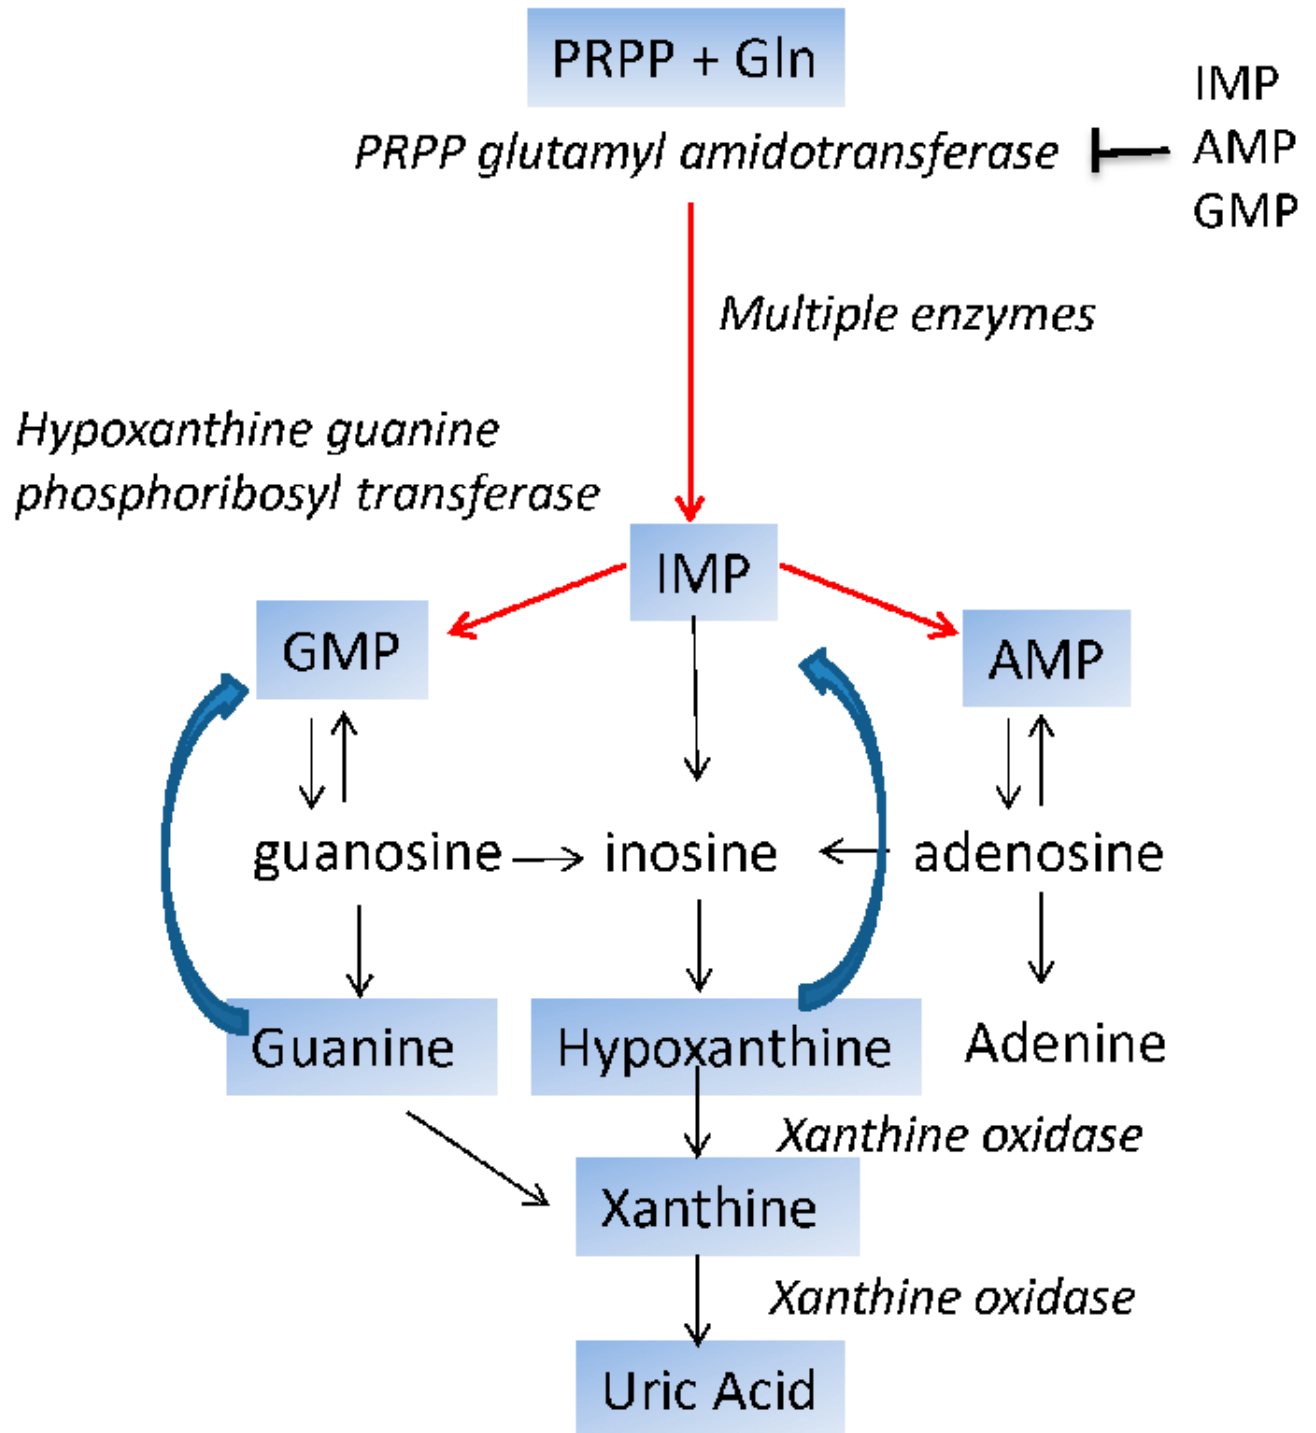 PRPP + Gln
IMP
PRPP glutamyl amidotransferase
AMP
GMP
Multiple enzymes
Hypoxanthine guanine
phosphoribosyl transferase
IMP
GMP
AMP
guanosine
inosine
adenosine
Guanine
Hypoxanthine
Adenine
Xanthine oxidase
Xanthine
Xanthine oxidase
Uric Acid